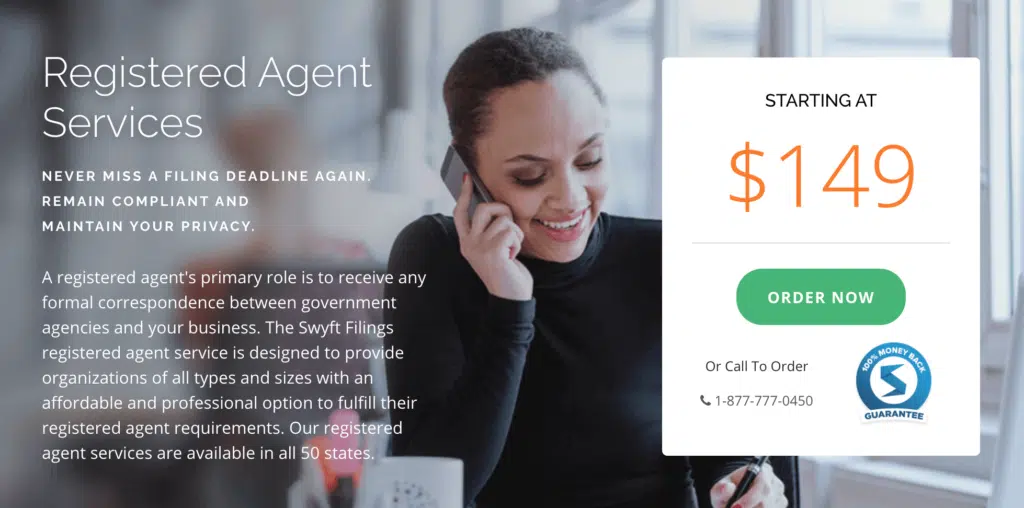 Registered Agent
Services
NEVER MISS A FILING DEADLINE AGAIN.
REMAIN COMPLIANT AND
MAINTAIN YOUR PRIVACY.
A registered agent's primary role is to receive any
formal correspondence between government
agencies and your business. The Swyft Filings
registered agent service is designed to provide
organizations of all types and sizes with an
affordable and professional option to fulfill their
registered agent requirements. Our registered
agent services are available in all 50 states.
STARTING AT
$149
ORDER NOW
Or Call To Order
1-877-777-0450
100% MONEY BACK
GUARANTEE